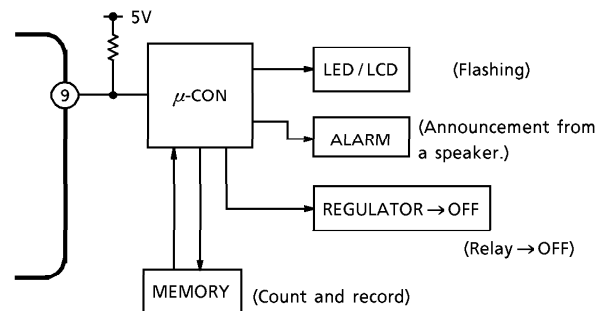 5V
9
μ-CON
LED / LCD
(Flashing)
ALARM
(Announcement from
a speaker.)
REGULATOR → OFF
(Relay → OFF)
MEMORY
(Count and record)